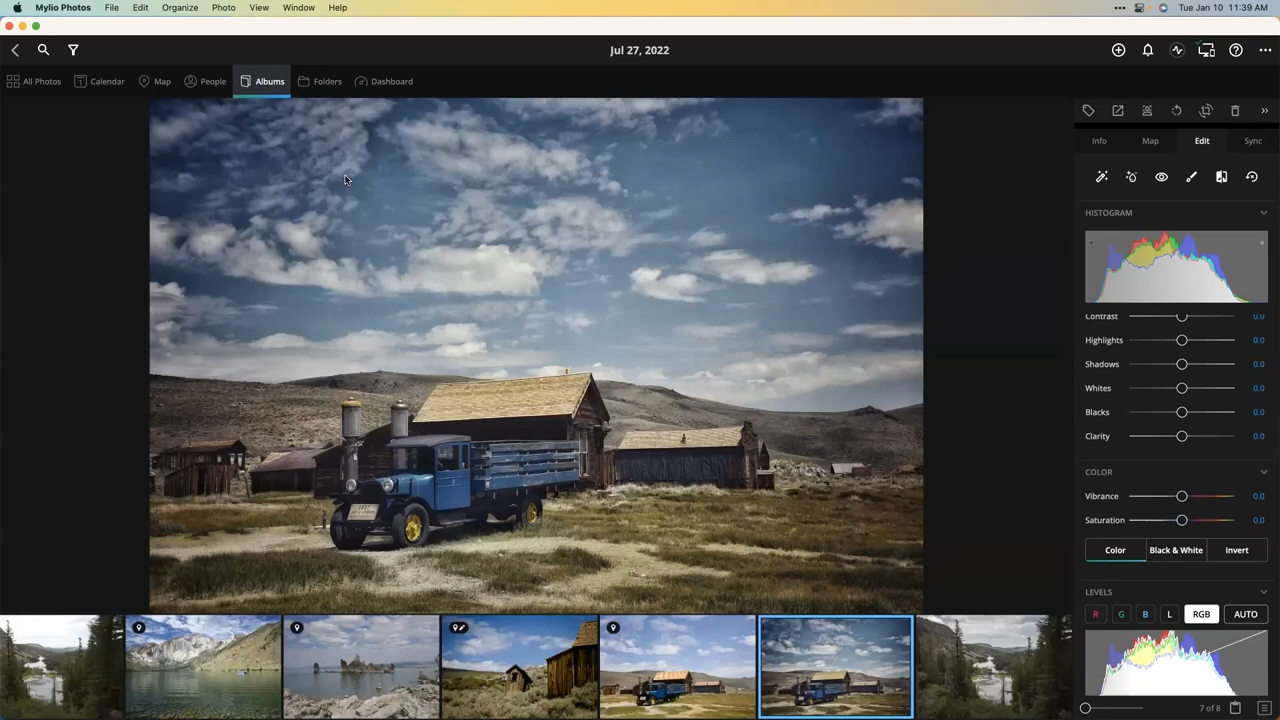 Mylio Photos File Edit Organize Photo View Window Help
Tue Jan 10 11:39 AM
Jul 27, 2022
All Photos Calendar Map People Albums Folders Dashboard
Info Map Edit Sync
HISTOGRAM
Contrast 0.0
Highlights 0.0
Shadows 0.0
Whites 0.0
Blacks 0.0
Clarity 0.0
COLOR
Vibrance 0.0
Saturation 0.0
Color Black & White Invert
LEVELS
R G B L RGB AUTO
7 of 8